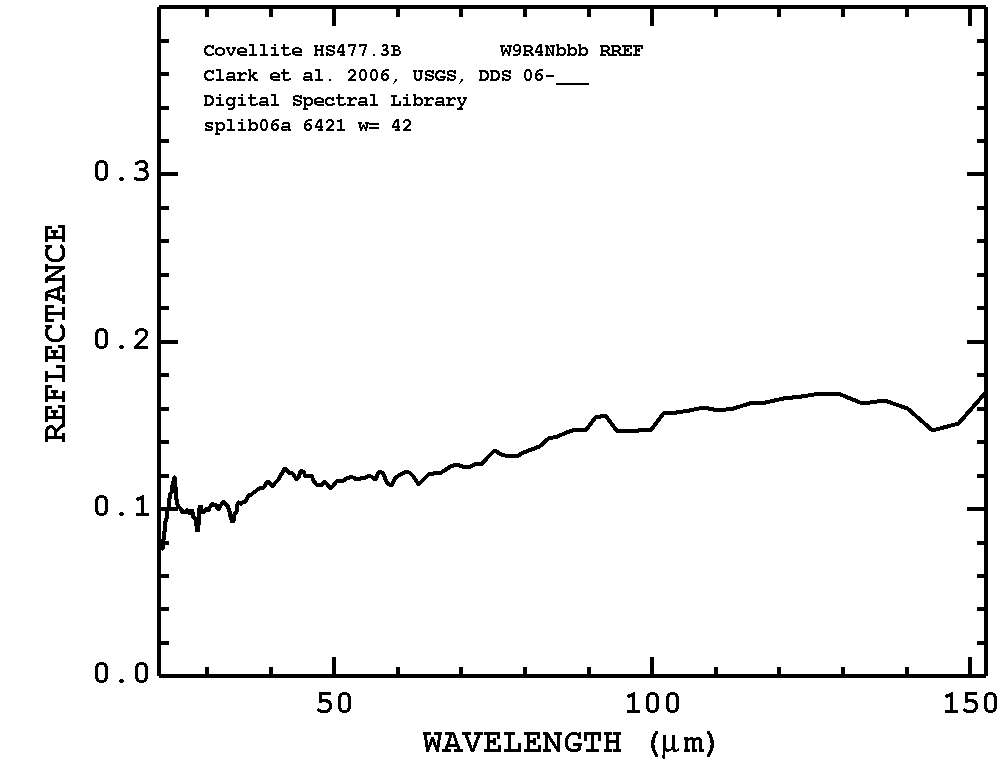 Covellite HS477.3B W9R4Nbbb RREF
Clark et al. 2006, USGS, DDS 06-___
Digital Spectral Library
splib06a 6421 w= 42
0.3
0.2
0.1
0.0
REFLECTANCE
50 100 150
WAVELENGTH (μm)